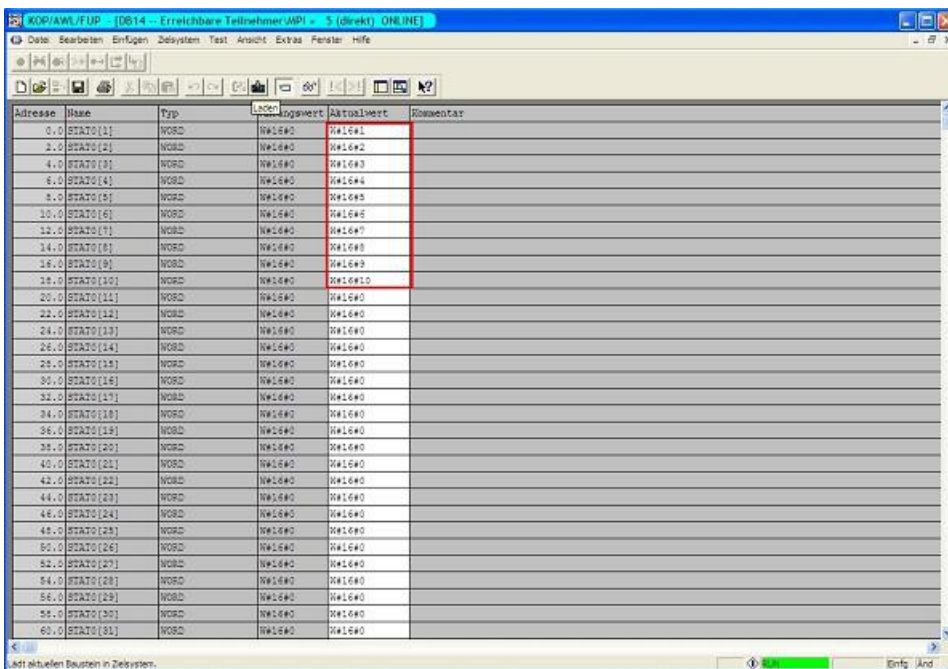 KOP/AWL/FUP - [DB14 -- Erreichbare Teilnehmer\MPI = 5 (direkt) ONLINE]
Datei Bearbeiten Einfügen Zielsystem Test Ansicht Extras Fenster Hilfe
Laden
Adresse Name Typ Aktualwert Kommentar
0.0 STAT0[1] WORD W#16#0 W#16#1
2.0 STAT0[2] WORD W#16#0 W#16#2
4.0 STAT0[3] WORD W#16#0 W#16#3
6.0 STAT0[4] WORD W#16#0 W#16#4
8.0 STAT0[5] WORD W#16#0 W#16#5
10.0 STAT0[6] WORD W#16#0 W#16#6
12.0 STAT0[7] WORD W#16#0 W#16#7
14.0 STAT0[8] WORD W#16#0 W#16#8
16.0 STAT0[9] WORD W#16#0 W#16#9
18.0 STAT0[10] WORD W#16#0 W#16#10
20.0 STAT0[11] WORD W#16#0 W#16#0
22.0 STAT0[12] WORD W#16#0 W#16#0
24.0 STAT0[13] WORD W#16#0 W#16#0
26.0 STAT0[14] WORD W#16#0 W#16#0
28.0 STAT0[15] WORD W#16#0 W#16#0
30.0 STAT0[16] WORD W#16#0 W#16#0
32.0 STAT0[17] WORD W#16#0 W#16#0
34.0 STAT0[18] WORD W#16#0 W#16#0
36.0 STAT0[19] WORD W#16#0 W#16#0
38.0 STAT0[20] WORD W#16#0 W#16#0
40.0 STAT0[21] WORD W#16#0 W#16#0
42.0 STAT0[22] WORD W#16#0 W#16#0
44.0 STAT0[23] WORD W#16#0 W#16#0
46.0 STAT0[24] WORD W#16#0 W#16#0
48.0 STAT0[25] WORD W#16#0 W#16#0
50.0 STAT0[26] WORD W#16#0 W#16#0
52.0 STAT0[27] WORD W#16#0 W#16#0
54.0 STAT0[28] WORD W#16#0 W#16#0
56.0 STAT0[29] WORD W#16#0 W#16#0
58.0 STAT0[30] WORD W#16#0 W#16#0
60.0 STAT0[31] WORD W#16#0 W#16#0
Lädt aktuellen Baustein in Zielsystem. RUN Einfg Änd